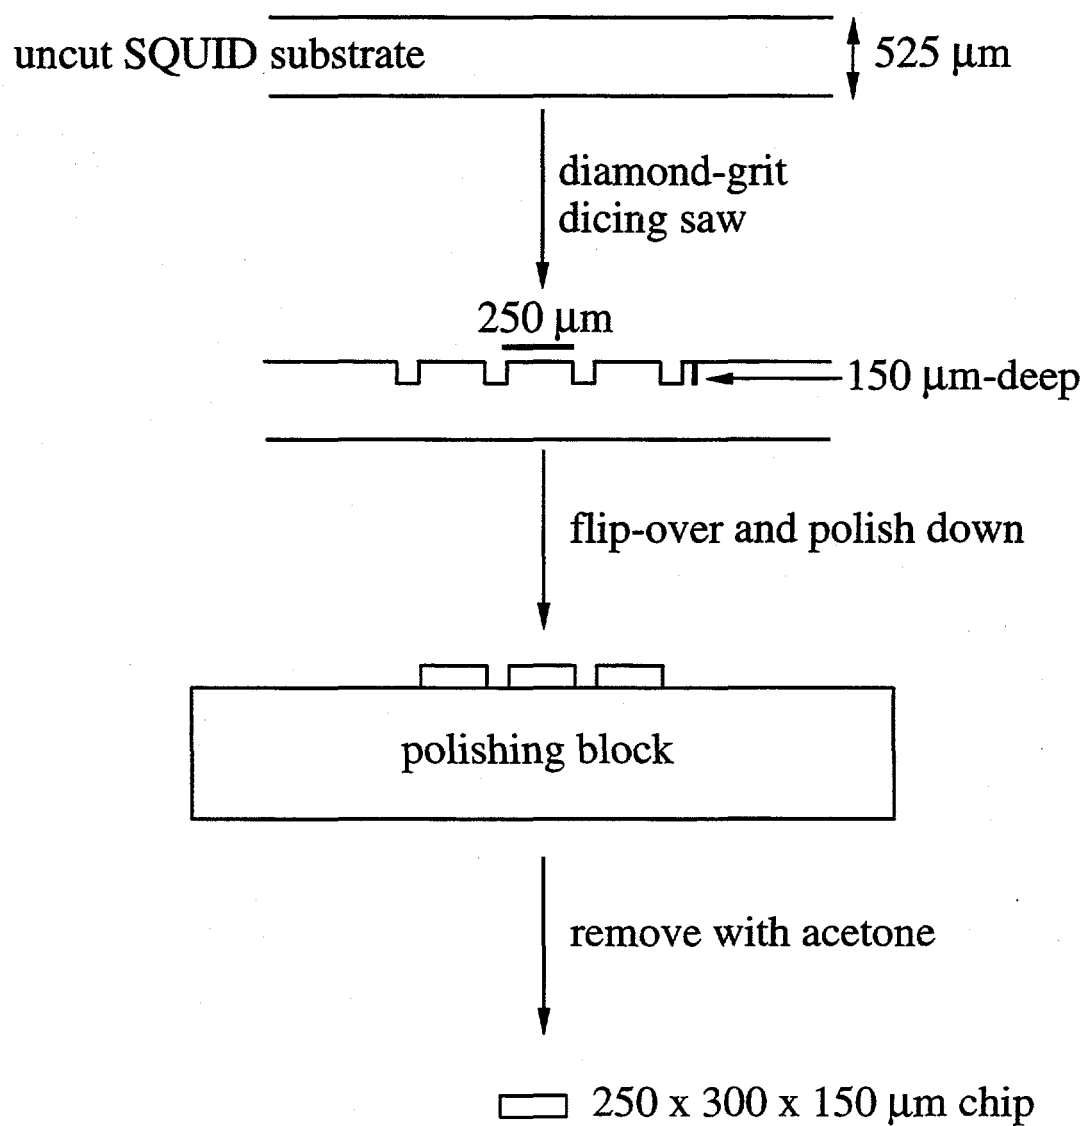 uncut SQUID substrate
525 µm
diamond-grit
dicing saw
250 µm
150 µm-deep
flip-over and polish down
polishing block
remove with acetone
250 x 300 x 150 µm chip